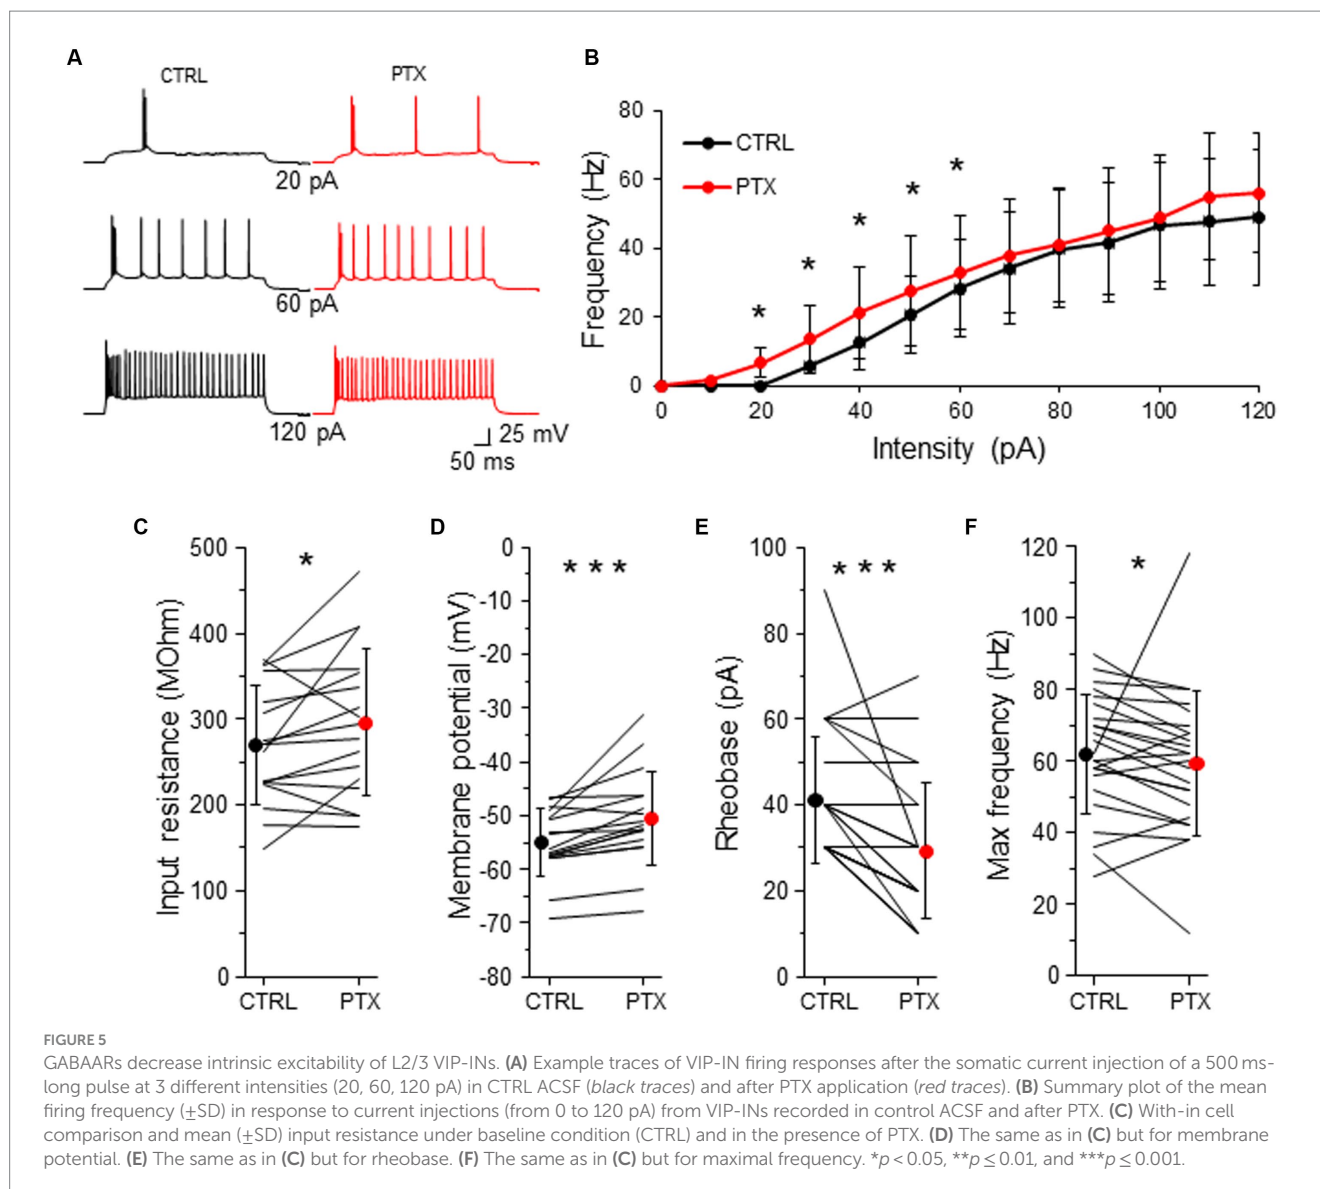 A
CTRL
PTX
20 pA
60 pA
120 pA
25 mV
50 ms
B
Frequency (Hz)
80
60
40
20
0
CTRL
PTX
*
*
*
*
*
0
20
40
60
80
100
120
Intensity (pA)
C
Input resistance (MOhm)
500
400
300
200
100
0
*
CTRL
PTX
D
Membrane potential (mV)
0
-10
-20
-30
-40
-50
-60
-70
-80
***
CTRL
PTX
E
Rheobase (pA)
100
80
60
40
20
0
***
CTRL
PTX
F
Max frequency (Hz)
120
100
80
60
40
20
0
*
CTRL
PTX
FIGURE 5
GABAARs decrease intrinsic excitability of L2/3 VIP-INs. (A) Example traces of VIP-IN firing responses after the somatic current injection of a 500 ms-
long pulse at 3 different intensities (20, 60, 120 pA) in CTRL ACSF (black traces) and after PTX application (red traces). (B) Summary plot of the mean
firing frequency (±SD) in response to current injections (from 0 to 120 pA) from VIP-INs recorded in control ACSF and after PTX. (C) With-in cell
comparison and mean (±SD) input resistance under baseline condition (CTRL) and in the presence of PTX. (D) The same as in (C) but for membrane
potential. (E) The same as in (C) but for rheobase. (F) The same as in (C) but for maximal frequency. *p < 0.05, **p ≤ 0.01, and ***p ≤ 0.001.